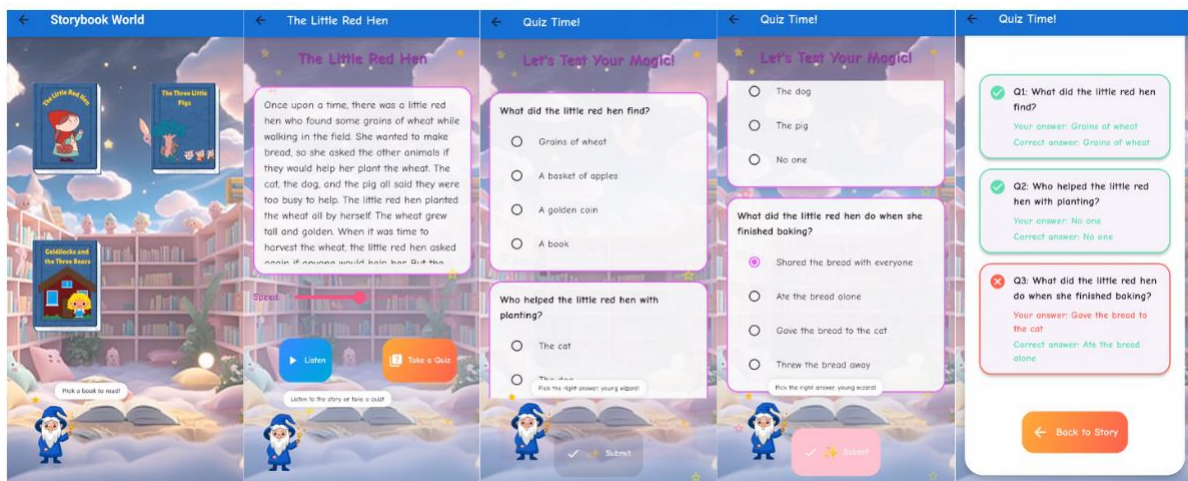 Storybook World
The Little Red Hen
The Three Little
Pigs
Goldilocks and
the Three Bears
Pick a book to read!
The Little Red Hen
The Little Red Hen
Once upon a time, there was a little red
hen who found some grains of wheat while
walking in the field. She wanted to make
bread, so she asked the other animals if
they would help her plant the wheat. The
cat, the dog, and the pig all said they were
too busy to help. The little red hen planted
the wheat all by herself. The wheat grew
tall and golden. When it was time to
harvest the wheat, the little red hen asked
again if anyone would help her. But the
Speed:
Listen
Take a Quiz
Listen to the story or take a quiz!
Quiz Time!
Let's Test Your Magic!
What did the little red hen find?
Grains of wheat
A basket of apples
A golden coin
A book
Who helped the little red hen with
planting?
The cat
The dog
Pick the right answer, young wizard!
Submit
Quiz Time!
Let's Test Your Magic!
The dog
The pig
No one
What did the little red hen do when she
finished baking?
Shared the bread with everyone
Ate the bread alone
Gave the bread to the cat
Threw the bread away
Pick the right answer, young wizard!
Submit
Quiz Time!
Q1: What did the little red hen
find?
Your answer: Grains of wheat
Correct answer: Grains of wheat
Q2: Who helped the little red
hen with planting?
Your answer: No one
Correct answer: No one
Q3: What did the little red hen
do when she finished baking?
Your answer: Gave the bread to
the cat
Correct answer: Ate the bread
alone
Back to Story